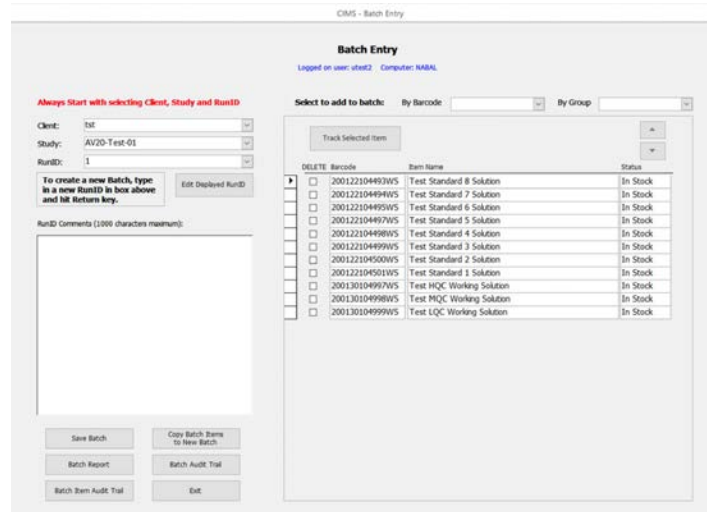 CIMS - Batch Entry
Batch Entry
Logged on user: utest2 Computer: NABAL
Always Start with selecting Client, Study and RunID
Client: tst
Study: AV20-Test-01
RunID: 1
To create a new Batch, type
in a new RunID in box above
and hit Return key.
Edit Displayed RunID
RunID Comments (1000 characters maximum):
Save Batch
Copy Batch Items
to New Batch
Batch Report
Batch Audit Trail
Batch Item Audit Trail
Exit
Select to add to batch: By Barcode By Group
Track Selected Item
DELETE Barcode Item Name Status
200122104493WS Test Standard 8 Solution In Stock
200122104494WS Test Standard 7 Solution In Stock
200122104495WS Test Standard 6 Solution In Stock
200122104497WS Test Standard 5 Solution In Stock
200122104498WS Test Standard 4 Solution In Stock
200122104499WS Test Standard 3 Solution In Stock
200122104500WS Test Standard 2 Solution In Stock
200122104501WS Test Standard 1 Solution In Stock
200130104997WS Test HQC Working Solution In Stock
200130104998WS Test MQC Working Solution In Stock
200130104999WS Test LQC Working Solution In Stock